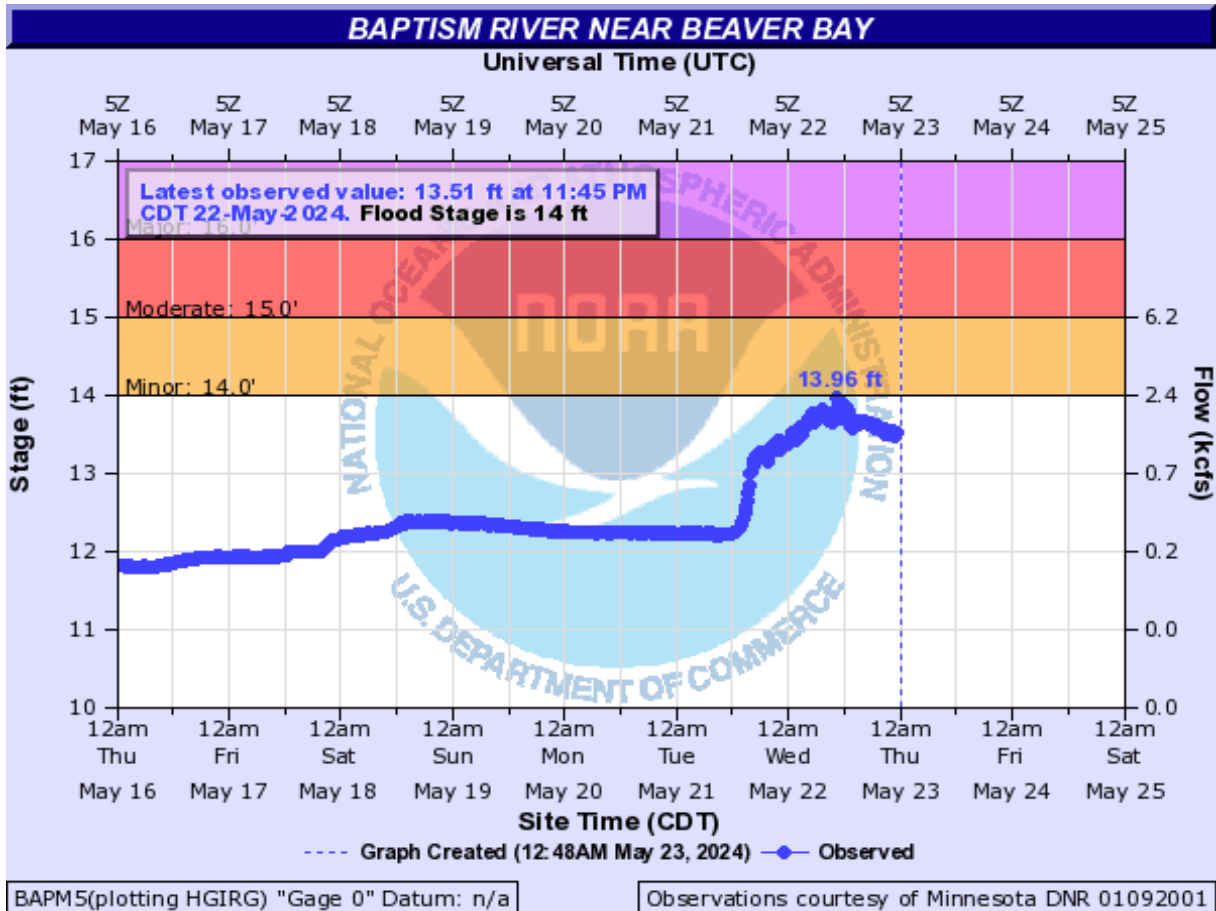 BAPTISM RIVER NEAR BEAVER BAY
Universal Time (UTC)
5Z 5Z 5Z 5Z 5Z 5Z 5Z 5Z 5Z 5Z
May 16 May 17 May 18 May 19 May 20 May 21 May 22 May 23 May 24 May 25
17
Latest observed value: 13.51 ft at 11:45 PM
CDT 22-May-2024. Flood Stage is 14 ft
Major: 16.0'
16
Moderate: 15.0'
15 6.2
Minor: 14.0'
13.96 ft
14 2.4
13 0.7
12 0.2
11 0.0
10 0.0
Stage (ft)
Flow (kcfs)
NATIONAL OCEANIC AND ATMOSPHERIC ADMINISTRATION
NOAA
U.S. DEPARTMENT OF COMMERCE
12am 12am 12am 12am 12am 12am 12am 12am 12am 12am
Thu Fri Sat Sun Mon Tue Wed Thu Fri Sat
May 16 May 17 May 18 May 19 May 20 May 21 May 22 May 23 May 24 May 25
Site Time (CDT)
Graph Created (12:48AM May 23, 2024) Observed
BAPM5(plotting HGIRG) "Gage 0" Datum: n/a
Observations courtesy of Minnesota DNR 01092001